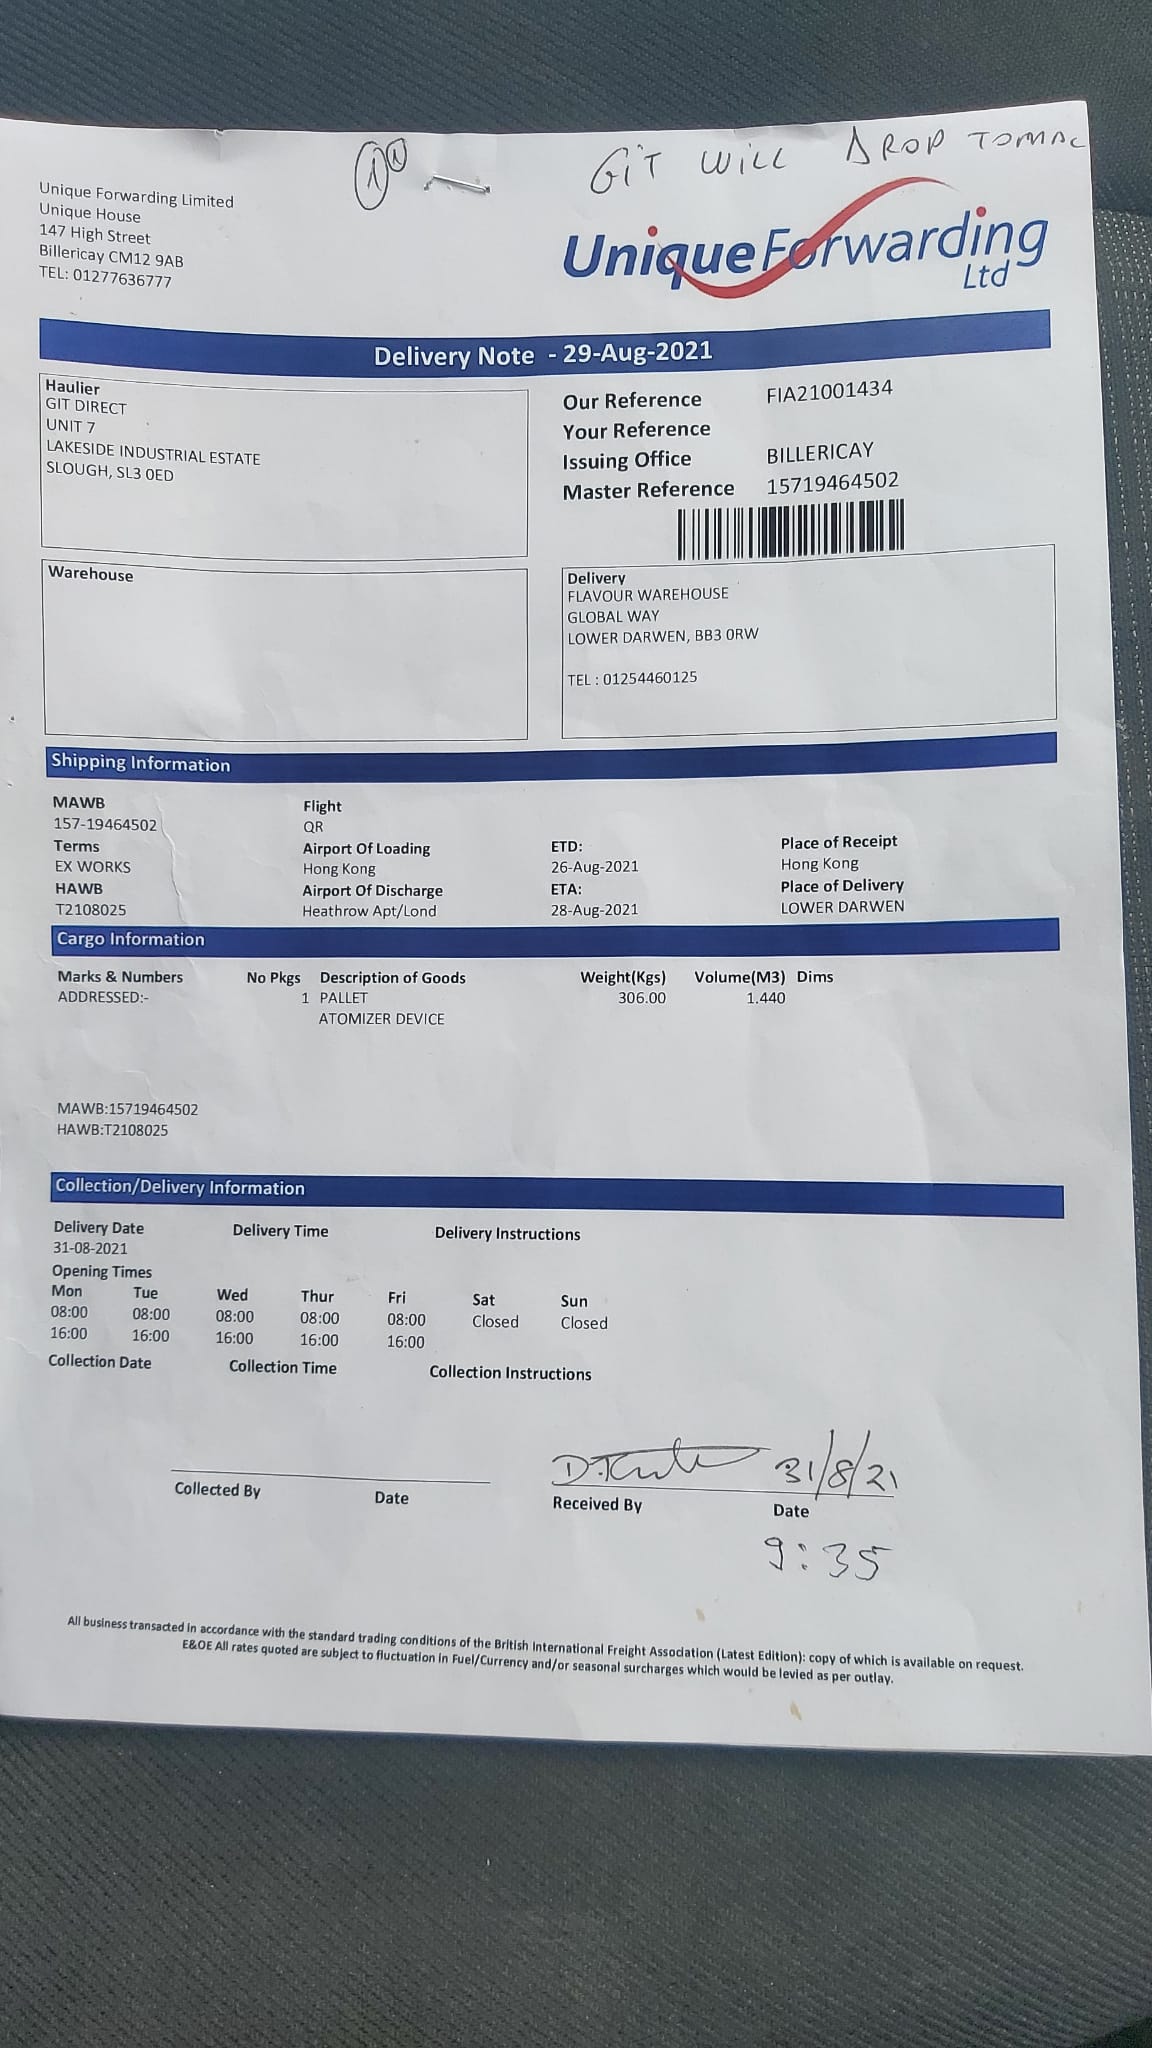 GIT WILL DROP TOMAC
Unique Forwarding Limited
Unique House
147 High Street
Billericay CM12 9AB
TEL: 01277636777
Unique Forwarding
Ltd
Delivery Note - 29-Aug-2021
Haulier
GIT DIRECT
UNIT 7
LAKESIDE INDUSTRIAL ESTATE
SLOUGH, SL3 0ED
Our Reference FIA21001434
Your Reference
Issuing Office BILLERICAY
Master Reference 15719464502
Warehouse
Delivery
FLAVOUR WAREHOUSE
GLOBAL WAY
LOWER DARWEN, BB3 0RW
TEL : 01254460125
Shipping Information
MAWB Flight
157-19464502 QR
Terms Airport Of Loading ETD: Place of Receipt
EX WORKS Hong Kong 26-Aug-2021 Hong Kong
HAWB Airport Of Discharge ETA: Place of Delivery
T2108025 Heathrow Apt/Lond 28-Aug-2021 LOWER DARWEN
Cargo Information
Marks & Numbers No Pkgs Description of Goods Weight(Kgs) Volume(M3) Dims
ADDRESSED:- 1 PALLET 306.00 1.440
ATOMIZER DEVICE
MAWB:15719464502
HAWB:T2108025
Collection/Delivery Information
Delivery Date Delivery Time Delivery Instructions
31-08-2021
Opening Times
Mon Tue Wed Thur Fri Sat Sun
08:00 08:00 08:00 08:00 08:00 Closed Closed
16:00 16:00 16:00 16:00 16:00
Collection Date Collection Time Collection Instructions
31/8/21
Collected By Date Received By Date
9:35
All business transacted in accordance with the standard trading conditions of the British International Freight Association (Latest Edition): copy of which is available on request.
E&OE All rates quoted are subject to fluctuation in Fuel/Currency and/or seasonal surcharges which would be levied as per outlay.